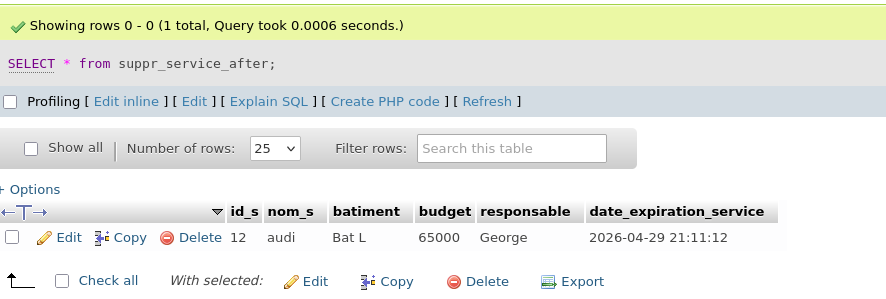 Showing rows 0 - 0 (1 total, Query took 0.0006 seconds.)
SELECT * from suppr_service_after;
Profiling [ Edit inline ] [ Edit ] [ Explain SQL ] [ Create PHP code ] [ Refresh ]
Show all | Number of rows: 25 Filter rows: Search this table
+ Options
←T→ id_s nom_s batiment budget responsable date_expiration_service
Edit Copy Delete 12 audi Bat L 65000 George 2026-04-29 21:11:12
Check all With selected: Edit Copy Delete Export